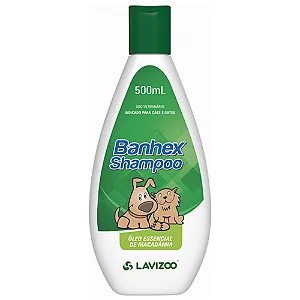 500mL
USO VETERINÁRIO
INDICADO PARA CÃES E GATOS
Banhex
Shampoo
ÓLEO ESSENCIAL
DE MACADÂMIA
LAVIZOO